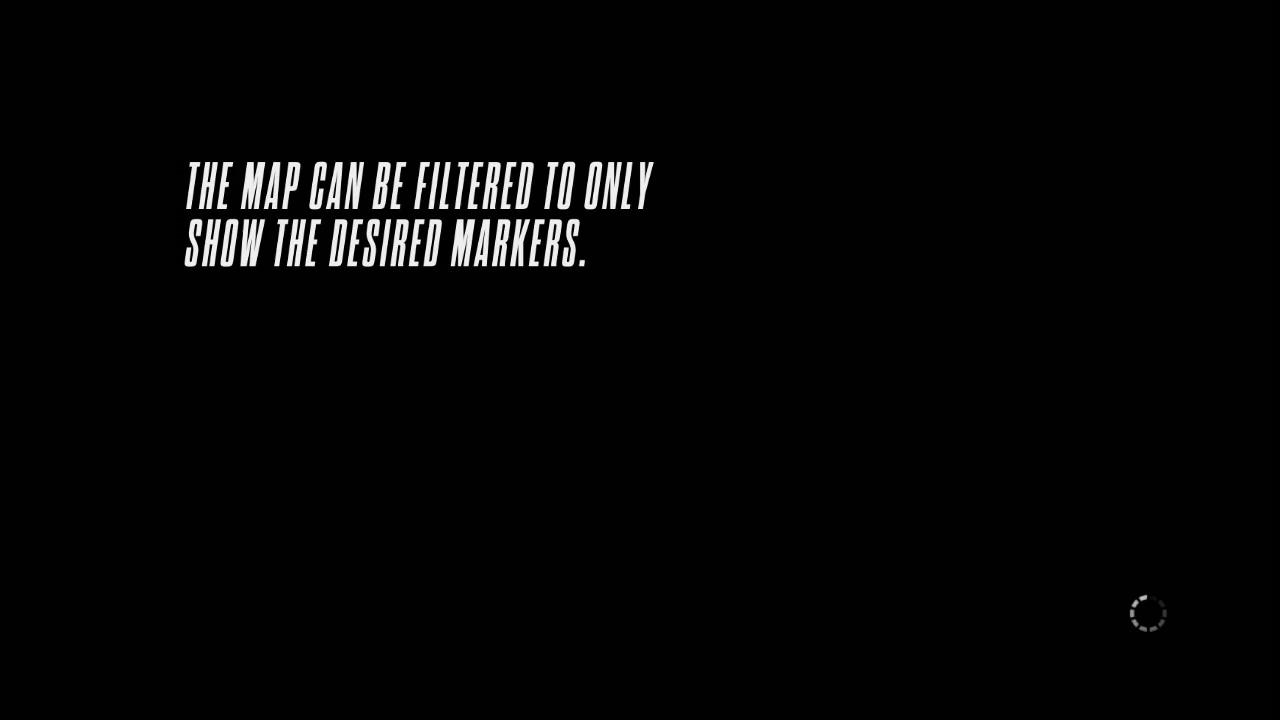 THE MAP CAN BE FILTERED TO ONLY
SHOW THE DESIRED MARKERS.